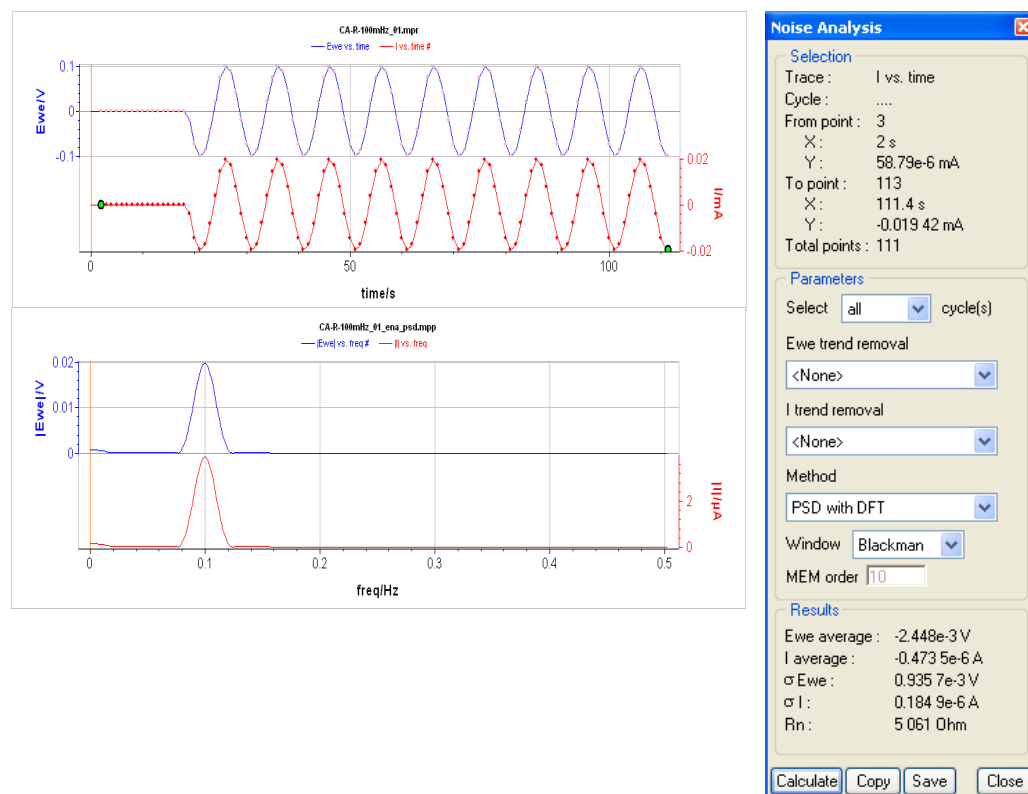 CA-R-100mHz_01.mpr
Ewe vs. time I vs. time #
0.1
0
-0.1
Ewe/V
0.02
0
-0.02
I/mA
0 50 100
time/s
CA-R-100mHz_01_ena_psd.mpp
|Ewe| vs. freq # |I| vs. freq
0.02
0.01
0
|Ewe|/V
2
0
|I|/µA
0 0.1 0.2 0.3 0.4 0.5
freq/Hz
Noise Analysis
Selection
Trace : I vs. time
Cycle : ....
From point : 3
X : 2 s
Y : 58.79e-6 mA
To point : 113
X : 111.4 s
Y : -0.019 42 mA
Total points : 111
Parameters
Select all cycle(s)
Ewe trend removal
<None>
I trend removal
<None>
Method
PSD with DFT
Window Blackman
MEM order 10
Results
Ewe average : -2.448e-3 V
I average : -0.473 5e-6 A
σ Ewe : 0.935 7e-3 V
σ I : 0.184 9e-6 A
Rn : 5 061 Ohm
Calculate Copy Save Close